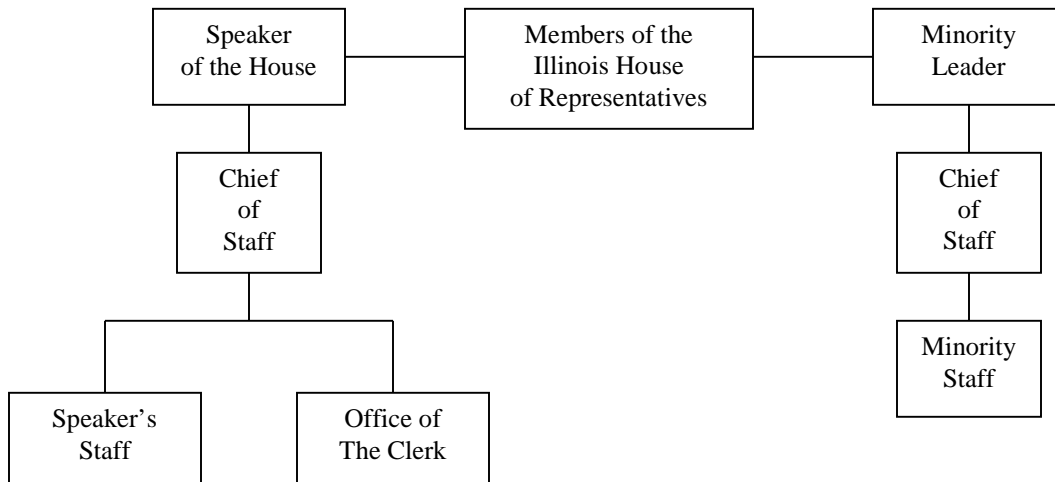 Speaker
of the House
Members of the
Illinois House
of Representatives
Minority
Leader
Chief
of
Staff
Chief
of
Staff
Speaker’s
Staff
Office of
The Clerk
Minority
Staff